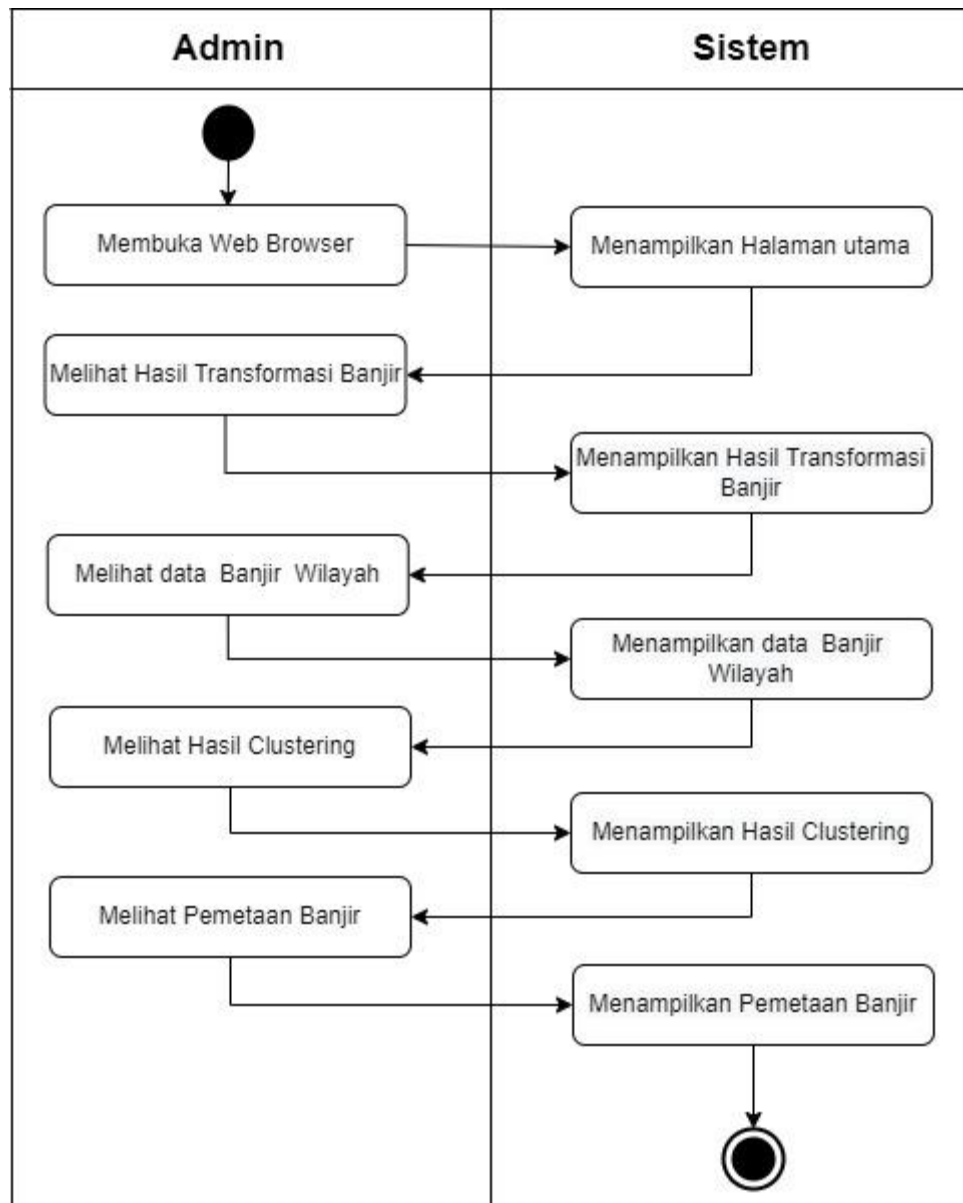 Admin
Sistem
Membuka Web Browser
Menampilkan Halaman utama
Melihat Hasil Transformasi Banjir
Menampilkan Hasil Transformasi
Banjir
Melihat data Banjir Wilayah
Menampilkan data Banjir
Wilayah
Melihat Hasil Clustering
Menampilkan Hasil Clustering
Melihat Pemetaan Banjir
Menampilkan Pemetaan Banjir